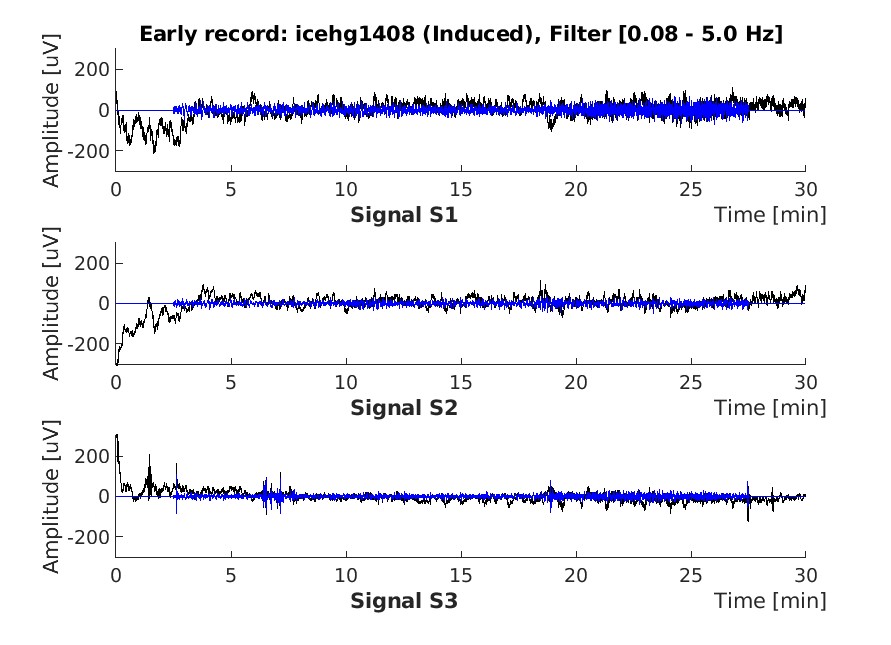 Early record: icehg1408 (Induced), Filter [0.08 - 5.0 Hz]
Amplitude [uV]
200
0
-200
0 5 10 15 20 25 30
Signal S1
Time [min]
Amplitude [uV]
200
0
-200
0 5 10 15 20 25 30
Signal S2
Time [min]
Amplitude [uV]
200
0
-200
0 5 10 15 20 25 30
Signal S3
Time [min]